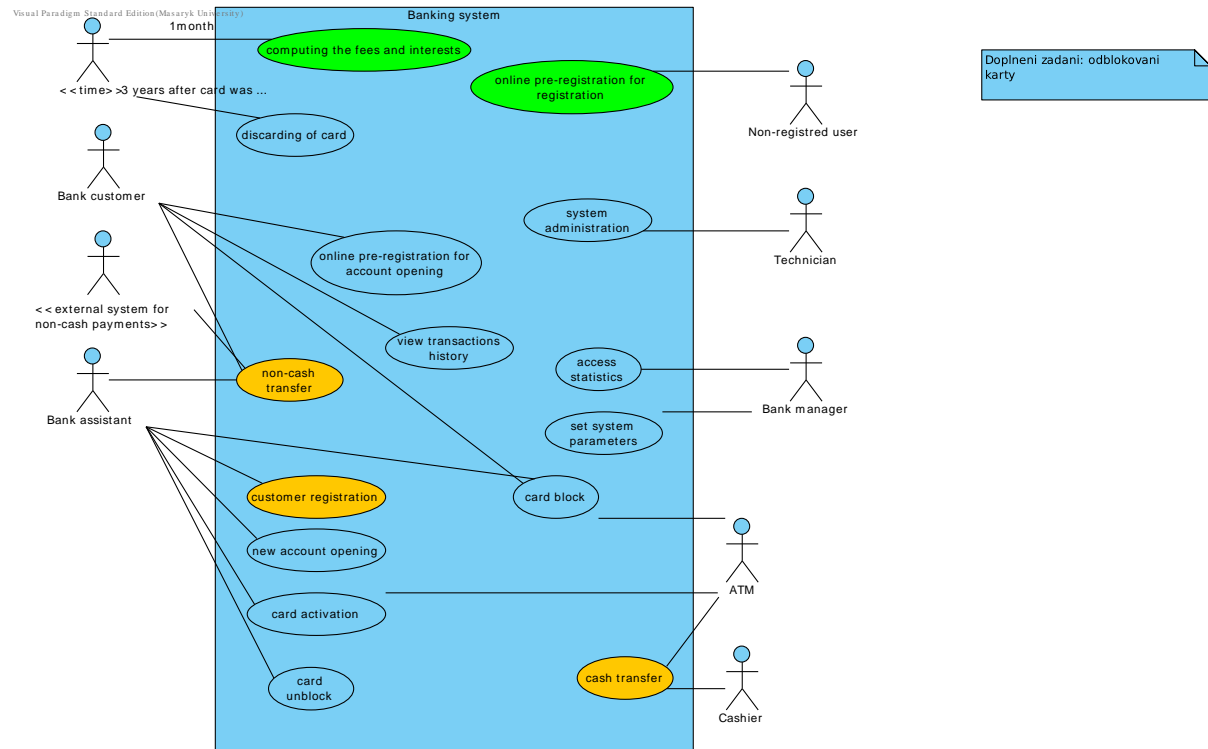 Visual Paradigm Standard Edition(Masaryk University)
Banking system
1month
computing the fees and interests
<<time>>
3 years after card was ...
online pre-registration for
registration
Non-registred user
Doplneni zadani: odblokovani
karty
discarding of card
Bank customer
system
administration
Technician
online pre-registration for
account opening
<<external system for
non-cash payments>>
view transactions
history
non-cash
transfer
access
statistics
Bank manager
Bank assistant
set system
parameters
customer registration
card block
new account opening
ATM
card activation
card
unblock
cash transfer
Cashier